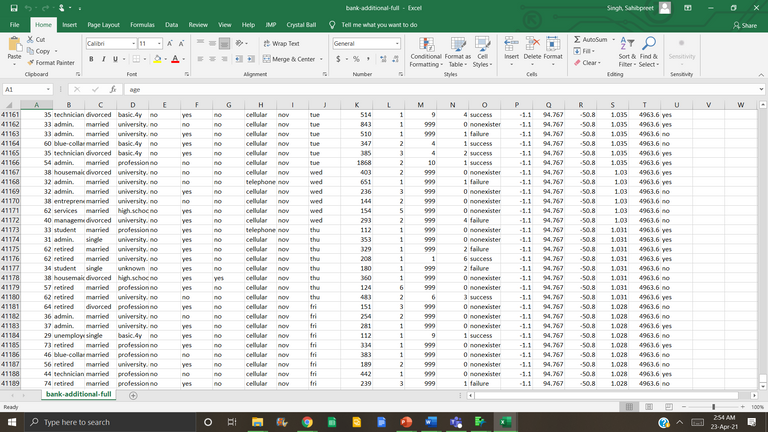 bank-additional-full - Excel
Singh, Sahibpreet
File Home Insert Page Layout Formulas Data Review View Help JMP Crystal Ball Tell me what you want to do Share
Paste Cut Copy Format Painter Clipboard
Calibri 11 Font
Wrap Text Merge & Center Alignment
General Number
Conditional Formatting Format as Table Cell Styles Styles
Insert Delete Format Cells
AutoSum Fill Clear Sort & Filter Find & Select Editing
Sensitivity Sensitivity
A1 fx age
A B C D E F G H I J K L M N O P Q R S T U V W
41161 35 technician divorced basic.4y no yes no cellular nov tue 514 1 9 4 success -1.1 94.767 -50.8 1.035 4963.6 yes
41162 33 admin. married university. no no no cellular nov tue 843 1 999 0 nonexister -1.1 94.767 -50.8 1.035 4963.6 yes
41163 33 admin. married university. no yes no cellular nov tue 510 1 999 1 failure -1.1 94.767 -50.8 1.035 4963.6 no
41164 60 blue-collar married basic.4y no yes no cellular nov tue 347 2 4 1 success -1.1 94.767 -50.8 1.035 4963.6 no
41165 35 technician divorced basic.4y no yes no cellular nov tue 385 3 4 2 success -1.1 94.767 -50.8 1.035 4963.6 yes
41166 54 admin. married profession no no no cellular nov tue 1868 2 10 1 success -1.1 94.767 -50.8 1.035 4963.6 yes
41167 38 housemaic divorced university. no no no cellular nov wed 403 2 999 0 nonexister -1.1 94.767 -50.8 1.03 4963.6 yes
41168 32 admin. married university. no no no telephone nov wed 651 1 999 1 failure -1.1 94.767 -50.8 1.03 4963.6 yes
41169 32 admin. married university. no yes no cellular nov wed 236 3 999 0 nonexister -1.1 94.767 -50.8 1.03 4963.6 no
41170 38 entreprene married university. no no no cellular nov wed 144 2 999 0 nonexister -1.1 94.767 -50.8 1.03 4963.6 no
41171 62 services married high.schoc no yes no cellular nov wed 154 5 999 0 nonexister -1.1 94.767 -50.8 1.03 4963.6 no
41172 40 manageme divorced university. no yes no cellular nov wed 293 2 999 4 failure -1.1 94.767 -50.8 1.03 4963.6 no
41173 33 student married profession no yes no telephone nov thu 112 1 999 0 nonexister -1.1 94.767 -50.8 1.031 4963.6 no
41174 31 admin. single university. no yes no cellular nov thu 353 1 999 0 nonexister -1.1 94.767 -50.8 1.031 4963.6 yes
41175 62 retired married university. no yes no cellular nov thu 329 1 999 2 failure -1.1 94.767 -50.8 1.031 4963.6 yes
41176 62 retired married university. no yes no cellular nov thu 208 1 1 6 success -1.1 94.767 -50.8 1.031 4963.6 yes
41177 34 student single unknown no yes no cellular nov thu 180 1 999 2 failure -1.1 94.767 -50.8 1.031 4963.6 no
41178 38 housemaic divorced high.schoc no yes yes cellular nov thu 360 1 999 0 nonexister -1.1 94.767 -50.8 1.031 4963.6 no
41179 57 retired married profession no yes no cellular nov thu 124 6 999 0 nonexister -1.1 94.767 -50.8 1.031 4963.6 no
41180 62 retired married university. no no no cellular nov thu 483 2 6 3 success -1.1 94.767 -50.8 1.031 4963.6 yes
41181 64 retired divorced profession no yes no cellular nov fri 151 3 999 0 nonexister -1.1 94.767 -50.8 1.028 4963.6 no
41182 36 admin. married university. no no no cellular nov fri 254 2 999 0 nonexister -1.1 94.767 -50.8 1.028 4963.6 no
41183 37 admin. married university. no yes no cellular nov fri 281 1 999 0 nonexister -1.1 94.767 -50.8 1.028 4963.6 yes
41184 29 unemploye single basic.4y no yes no cellular nov fri 112 1 9 1 success -1.1 94.767 -50.8 1.028 4963.6 no
41185 73 retired married profession no yes no cellular nov fri 334 1 999 0 nonexister -1.1 94.767 -50.8 1.028 4963.6 yes
41186 46 blue-collar married profession no no no cellular nov fri 383 1 999 0 nonexister -1.1 94.767 -50.8 1.028 4963.6 no
41187 56 retired married university. no yes no cellular nov fri 189 2 999 0 nonexister -1.1 94.767 -50.8 1.028 4963.6 no
41188 44 technician married profession no no no cellular nov fri 442 1 999 0 nonexister -1.1 94.767 -50.8 1.028 4963.6 yes
41189 74 retired married profession no yes no cellular nov fri 239 3 999 1 failure -1.1 94.767 -50.8 1.028 4963.6 no
bank-additional-full
Ready 100%
Type here to search
2:54 AM
23-Apr-21